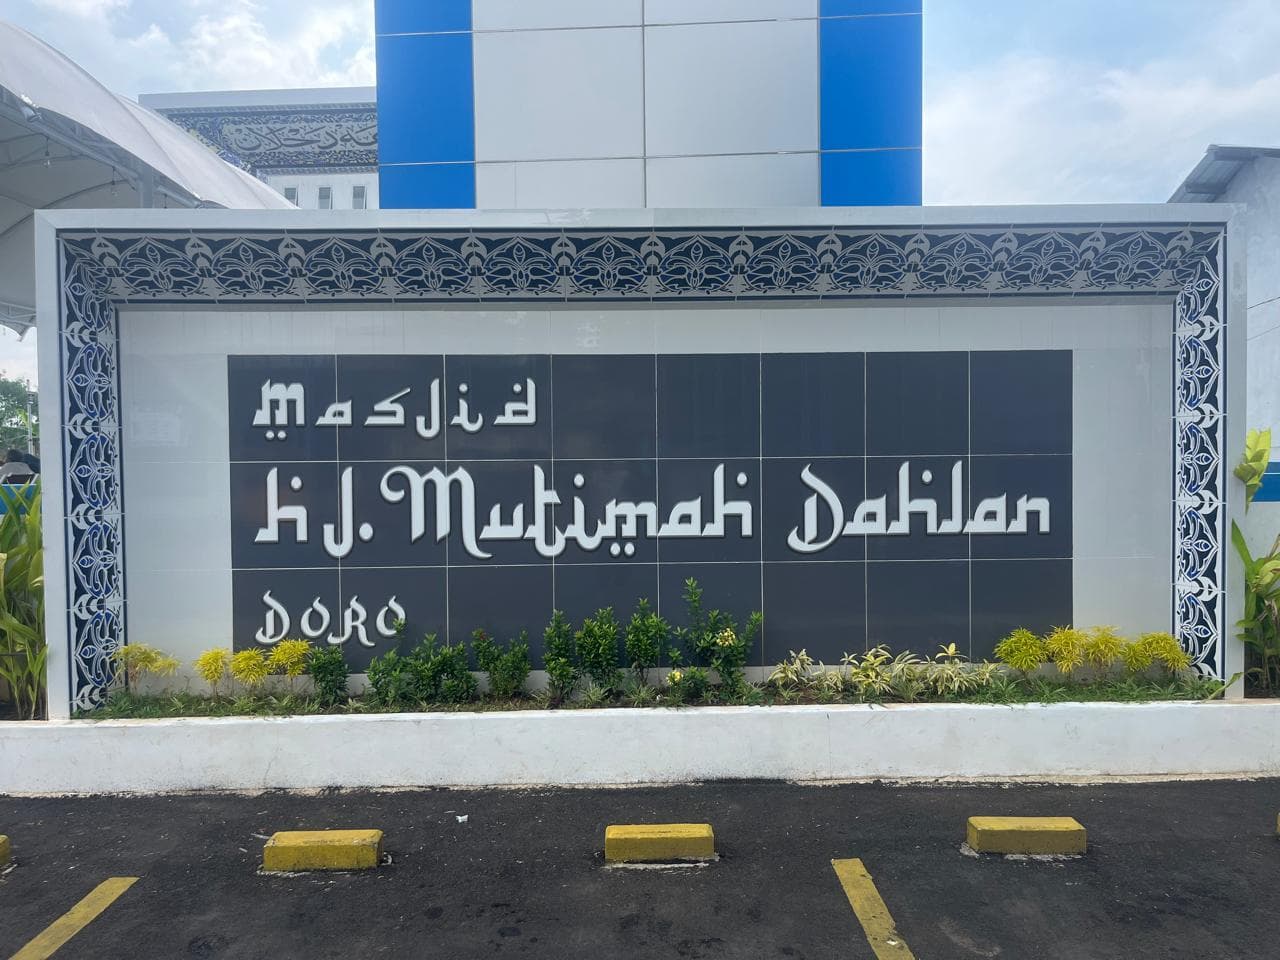 Masjid
hj. Mutimah Dahlan
DORO